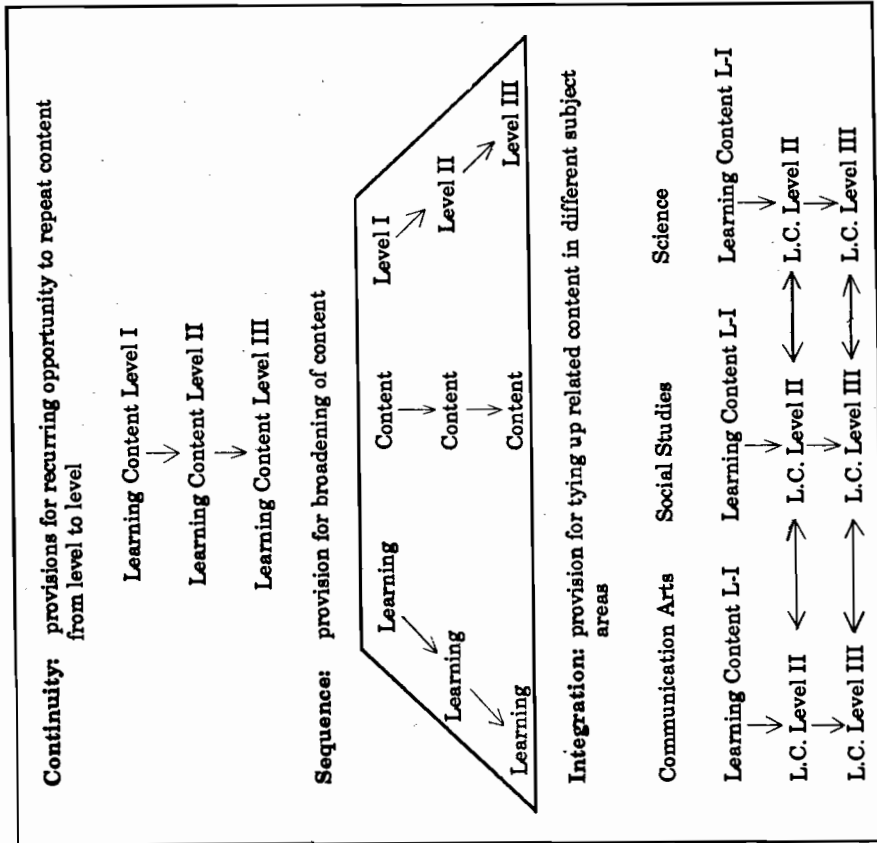 Continuity: provisions for recurring opportunity to repeat content
from level to level
Learning Content Level I
Learning Content Level II
Learning Content Level III
Sequence: provision for broadening of content
Learning Content Level I
Learning Content Level II
Learning Content Level III
Integration: provision for tying up related content in different subject
areas
Communication Arts Social Studies Science
Learning Content L-I Learning Content L-I Learning Content L-I
L.C. Level II L.C. Level II L.C. Level II
L.C. Level III L.C. Level III L.C. Level III